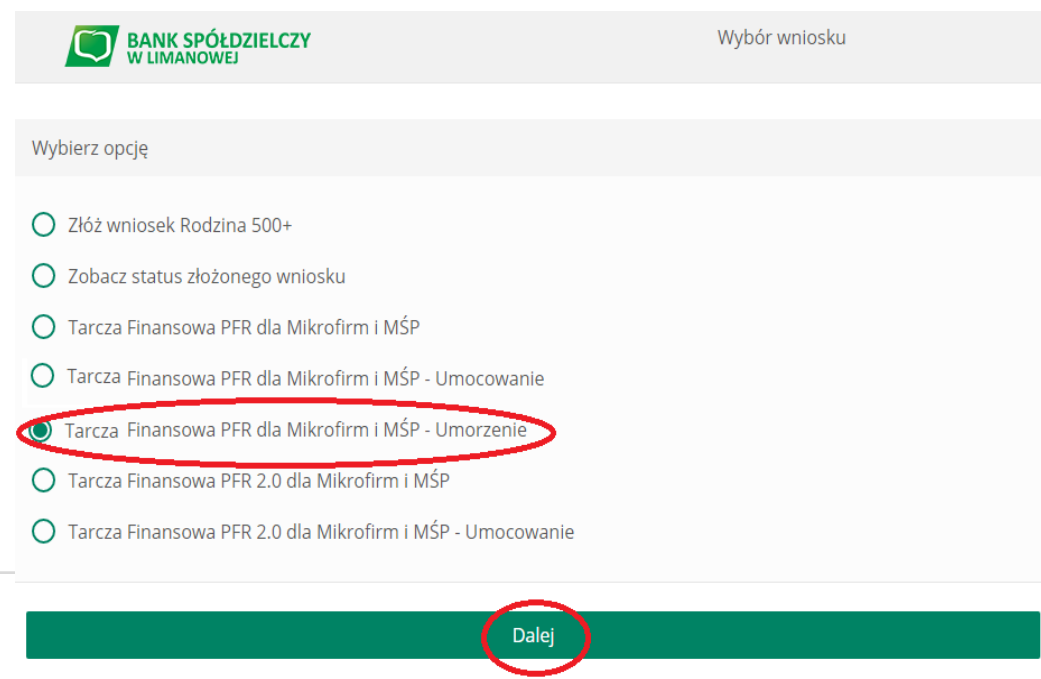 BANK SPÓŁDZIELCZY
W LIMANOWEJ
Wybór wniosku
Wybierz opcję
Złóż wniosek Rodzina 500+
Zobacz status złożonego wniosku
Tarcza Finansowa PFR dla Mikrofirm i MŚP
Tarcza Finansowa PFR dla Mikrofirm i MŚP - Umocowanie
Tarcza Finansowa PFR dla Mikrofirm i MŚP - Umorzenie
Tarcza Finansowa PFR 2.0 dla Mikrofirm i MŚP
Tarcza Finansowa PFR 2.0 dla Mikrofirm i MŚP - Umocowanie
Dalej